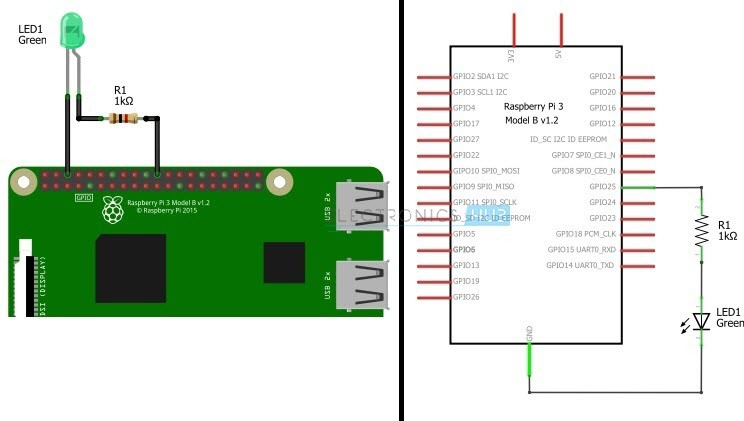 LED1
Green
R1
1kΩ
GPIO
Raspberry Pi 3 Model B v1.2
© Raspberry Pi 2015
USB 2x
USB 2x
DSI (DISPLAY)
ELECTRONICS HUB
3V3
5V
Raspberry Pi 3
Model B v1.2
GPIO2 SDA1 I2C
GPIO3 SCL1 I2C
GPIO4
GPIO17
GPIO27
GPIO22
GPIO10 SPI0_MOSI
GPIO9 SPI0_MISO
GPIO11 SPI0_SCLK
ID_SD I2C ID EEPROM
GPIO5
GPIO6
GPIO13
GPIO19
GPIO26
GPIO21
GPIO20
GPIO16
GPIO12
ID_SC I2C ID EEPROM
GPIO7 SPI0_CE1_N
GPIO8 SPI0_CE0_N
GPIO25
GPIO24
GPIO23
GPIO18 PCM_CLK
GPIO15 UART0_RXD
GPIO14 UART0_TXD
GND
R1
1kΩ
LED1
Green